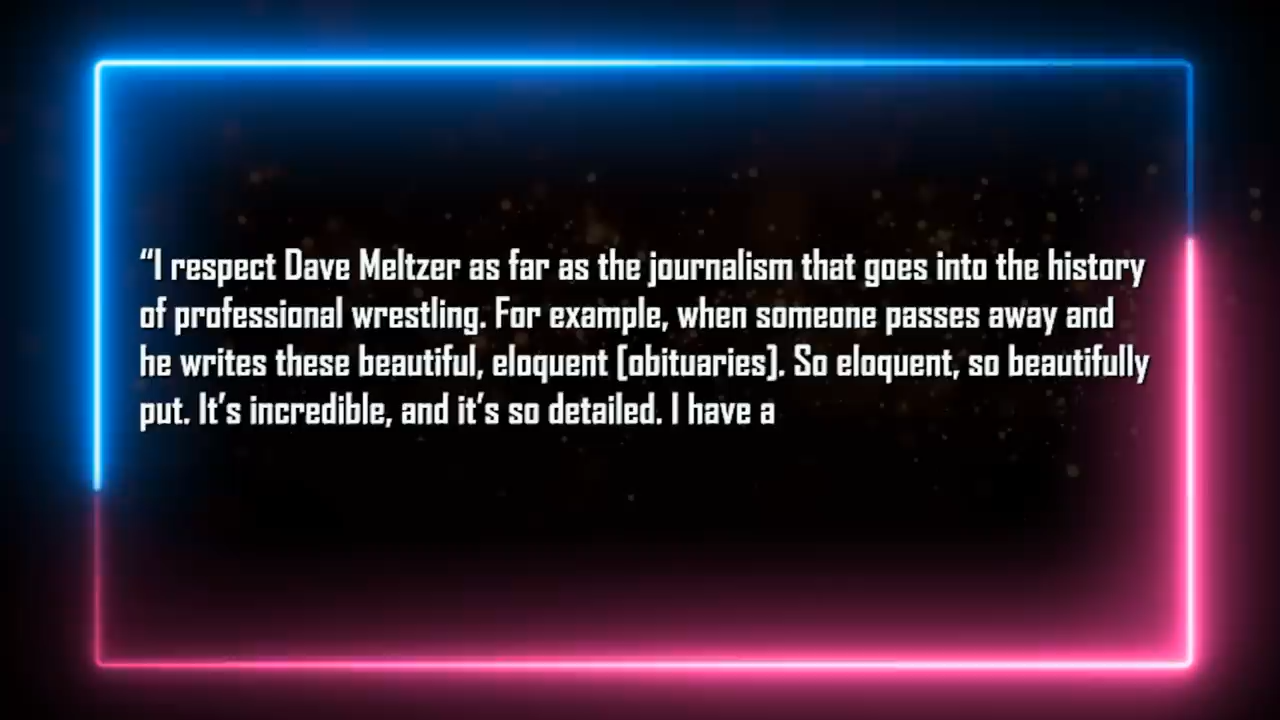 “I respect Dave Meltzer as far as the journalism that goes into the history
of professional wrestling. For example, when someone passes away and
he writes these beautiful, eloquent [obituaries]. So eloquent, so beautifully
put. It’s incredible, and it’s so detailed. I have a